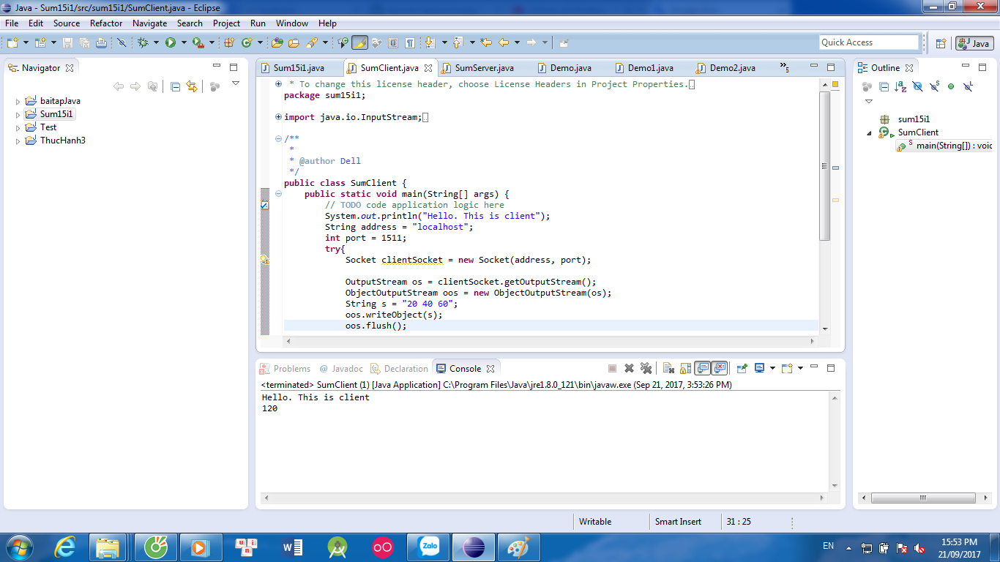 Java - Sum15i1/src/sum15i1/SumClient.java - Eclipse
File Edit Source Refactor Navigate Search Project Run Window Help
Quick Access
Java
Navigator
baitapJava
Sum15i1
Test
ThucHanh3
Sum15i1.java SumClient.java SumServer.java Demo.java Demo1.java Demo2.java »5
* To change this license header, choose License Headers in Project Properties.
package sum15i1;
import java.io.InputStream;
/**
*
* @author Dell
*/
public class SumClient {
public static void main(String[] args) {
// TODO code application logic here
System.out.println("Hello. This is client");
String address = "localhost";
int port = 1511;
try{
Socket clientSocket = new Socket(address, port);
OutputStream os = clientSocket.getOutputStream();
ObjectOutputStream oos = new ObjectOutputStream(os);
String s = "20 40 60";
oos.writeObject(s);
oos.flush();
Outline
sum15i1
SumClient
main(String[]) : voic
Problems @ Javadoc Declaration Console
<terminated> SumClient (1) [Java Application] C:\Program Files\Java\jre1.8.0_121\bin\javaw.exe (Sep 21, 2017, 3:53:26 PM)
Hello. This is client
120
Writable Smart Insert 31 : 25
Zalo
EN
15:53 PM
21/09/2017